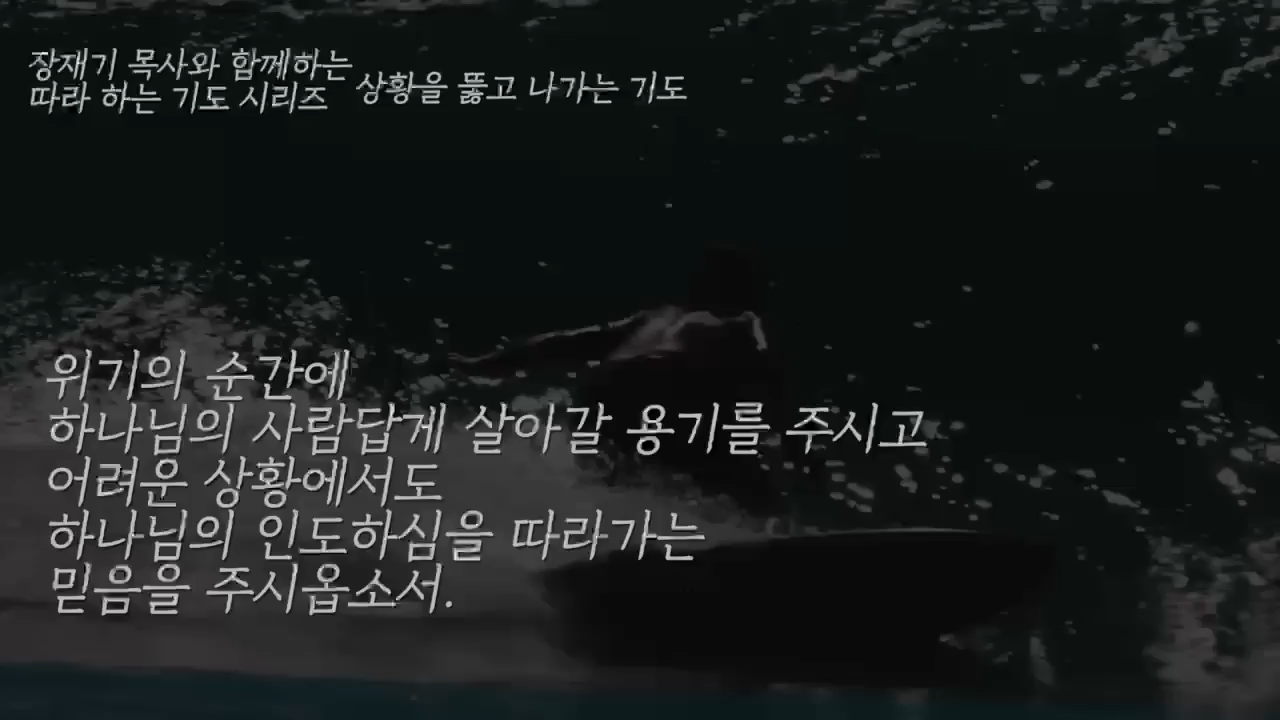 장재기 목사와 함께하는
따라 하는 기도 시리즈
상황을 뚫고 나가는 기도
위기의 순간에
하나님의 사람답게 살아갈 용기를 주시고
어려운 상황에서도
하나님의 인도하심을 따라가는
믿음을 주시옵소서.